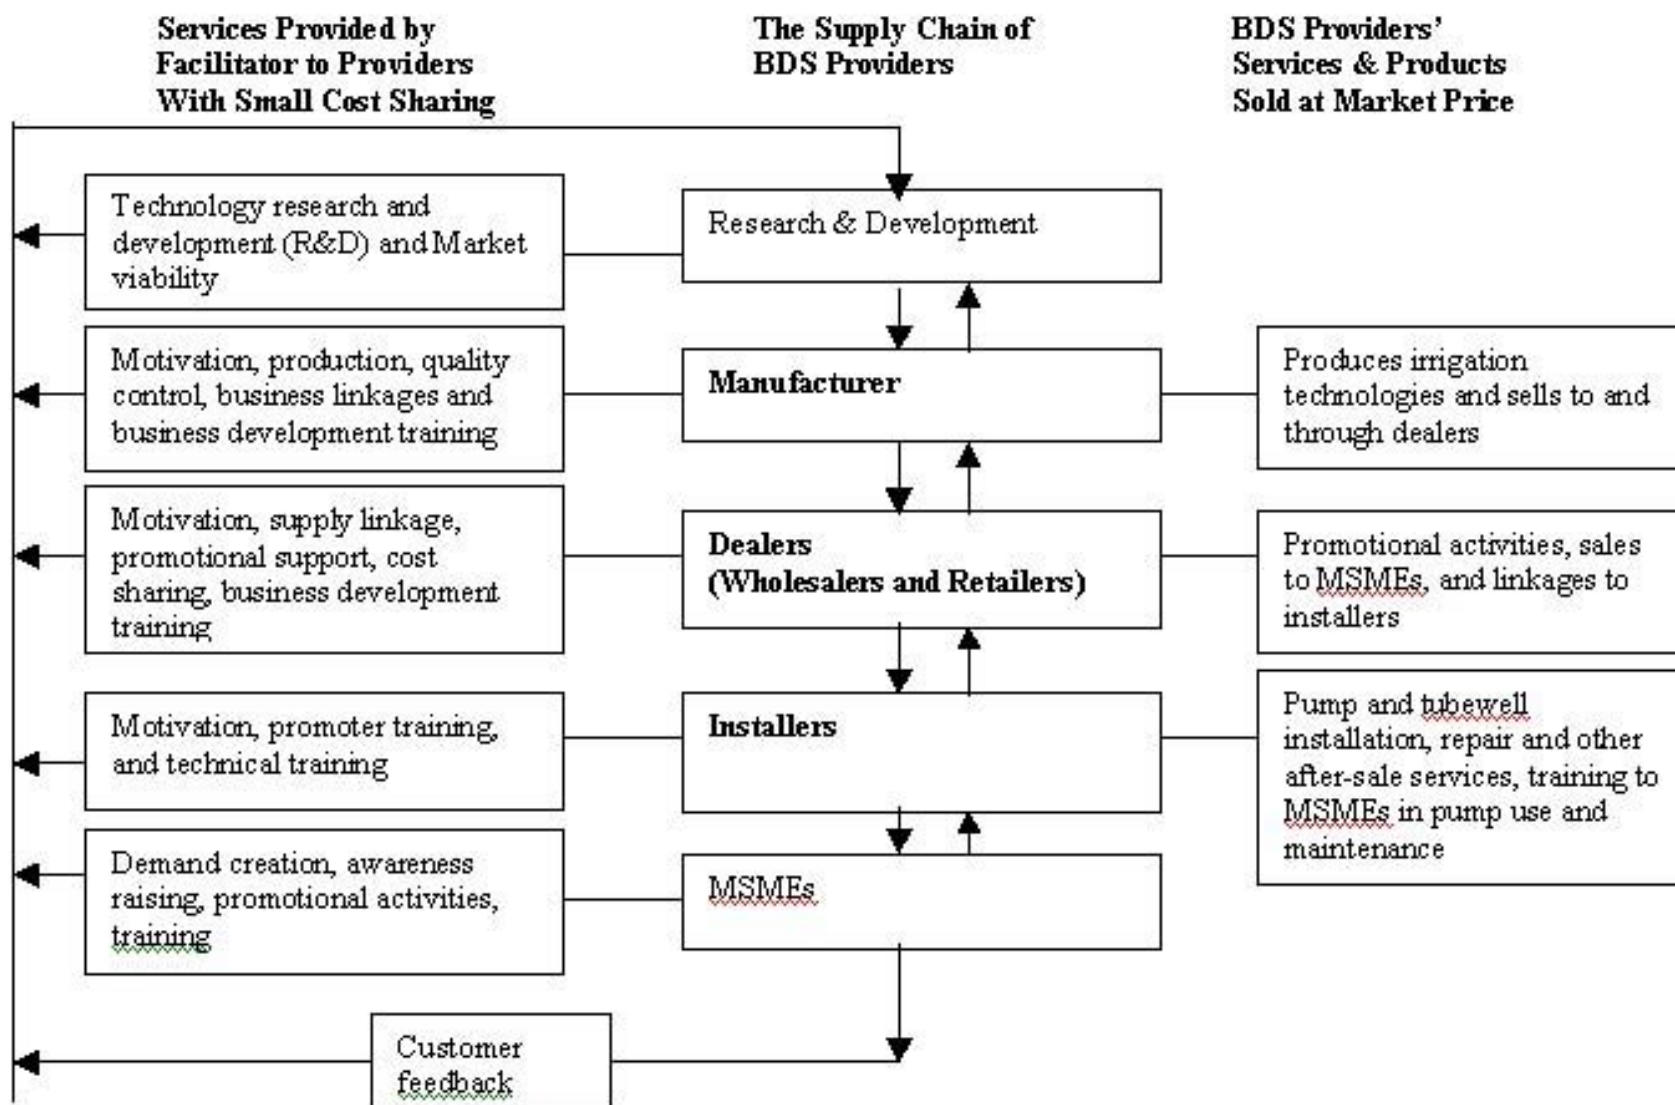 Services Provided by
Facilitator to Providers
With Small Cost Sharing
The Supply Chain of
BDS Providers
BDS Providers'
Services & Products
Sold at Market Price
Technology research and
development (R&D) and Market
viability
Research & Development
Motivation, production, quality
control, business linkages and
business development training
Manufacturer
Produces irrigation
technologies and sells to and
through dealers
Motivation, supply linkage,
promotional support, cost
sharing, business development
training
Dealers
(Wholesalers and Retailers)
Promotional activities, sales
to MSMEs, and linkages to
installers
Motivation, promoter training,
and technical training
Installers
Pump and tubewell
installation, repair and other
after-sale services, training to
MSMEs in pump use and
maintenance
Demand creation, awareness
raising, promotional activities,
training
MSMEs
Customer
feedback